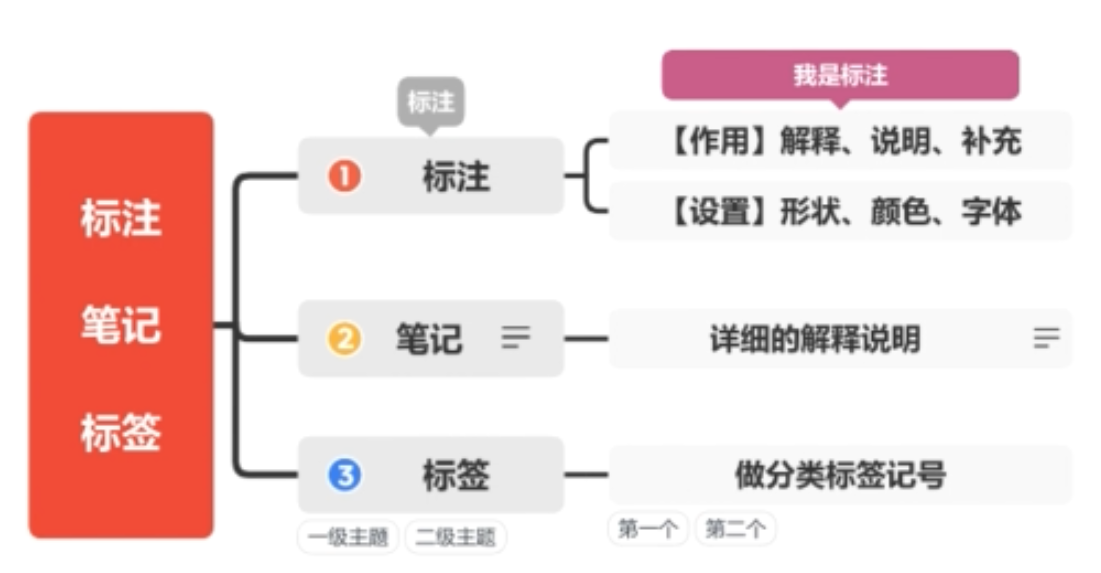 标注
笔记
标签
标注
1 标注
我是标注
【作用】解释、说明、补充
【设置】形状、颜色、字体
2 笔记
详细的解释说明
3 标签
一级主题 二级主题
做分类标签记号
第一个 第二个